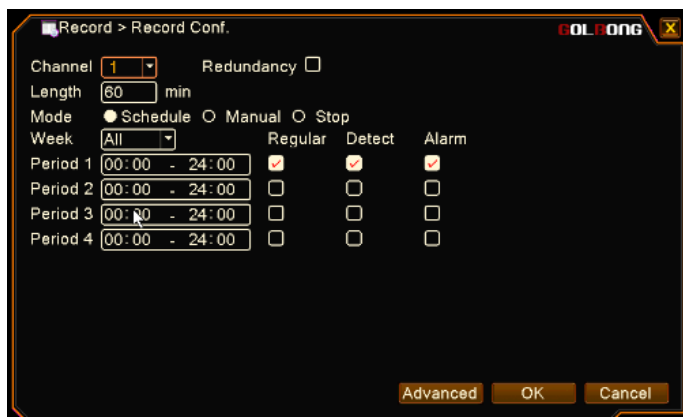 Record > Record Conf.
GOLBONG X
Channel 1 Redundancy
Length 60 min
Mode Schedule Manual Stop
Week All Regular Detect Alarm
Period 1 00:00 - 24:00
Period 2 00:00 - 24:00
Period 3 00:00 - 24:00
Period 4 00:00 - 24:00
Advanced OK Cancel